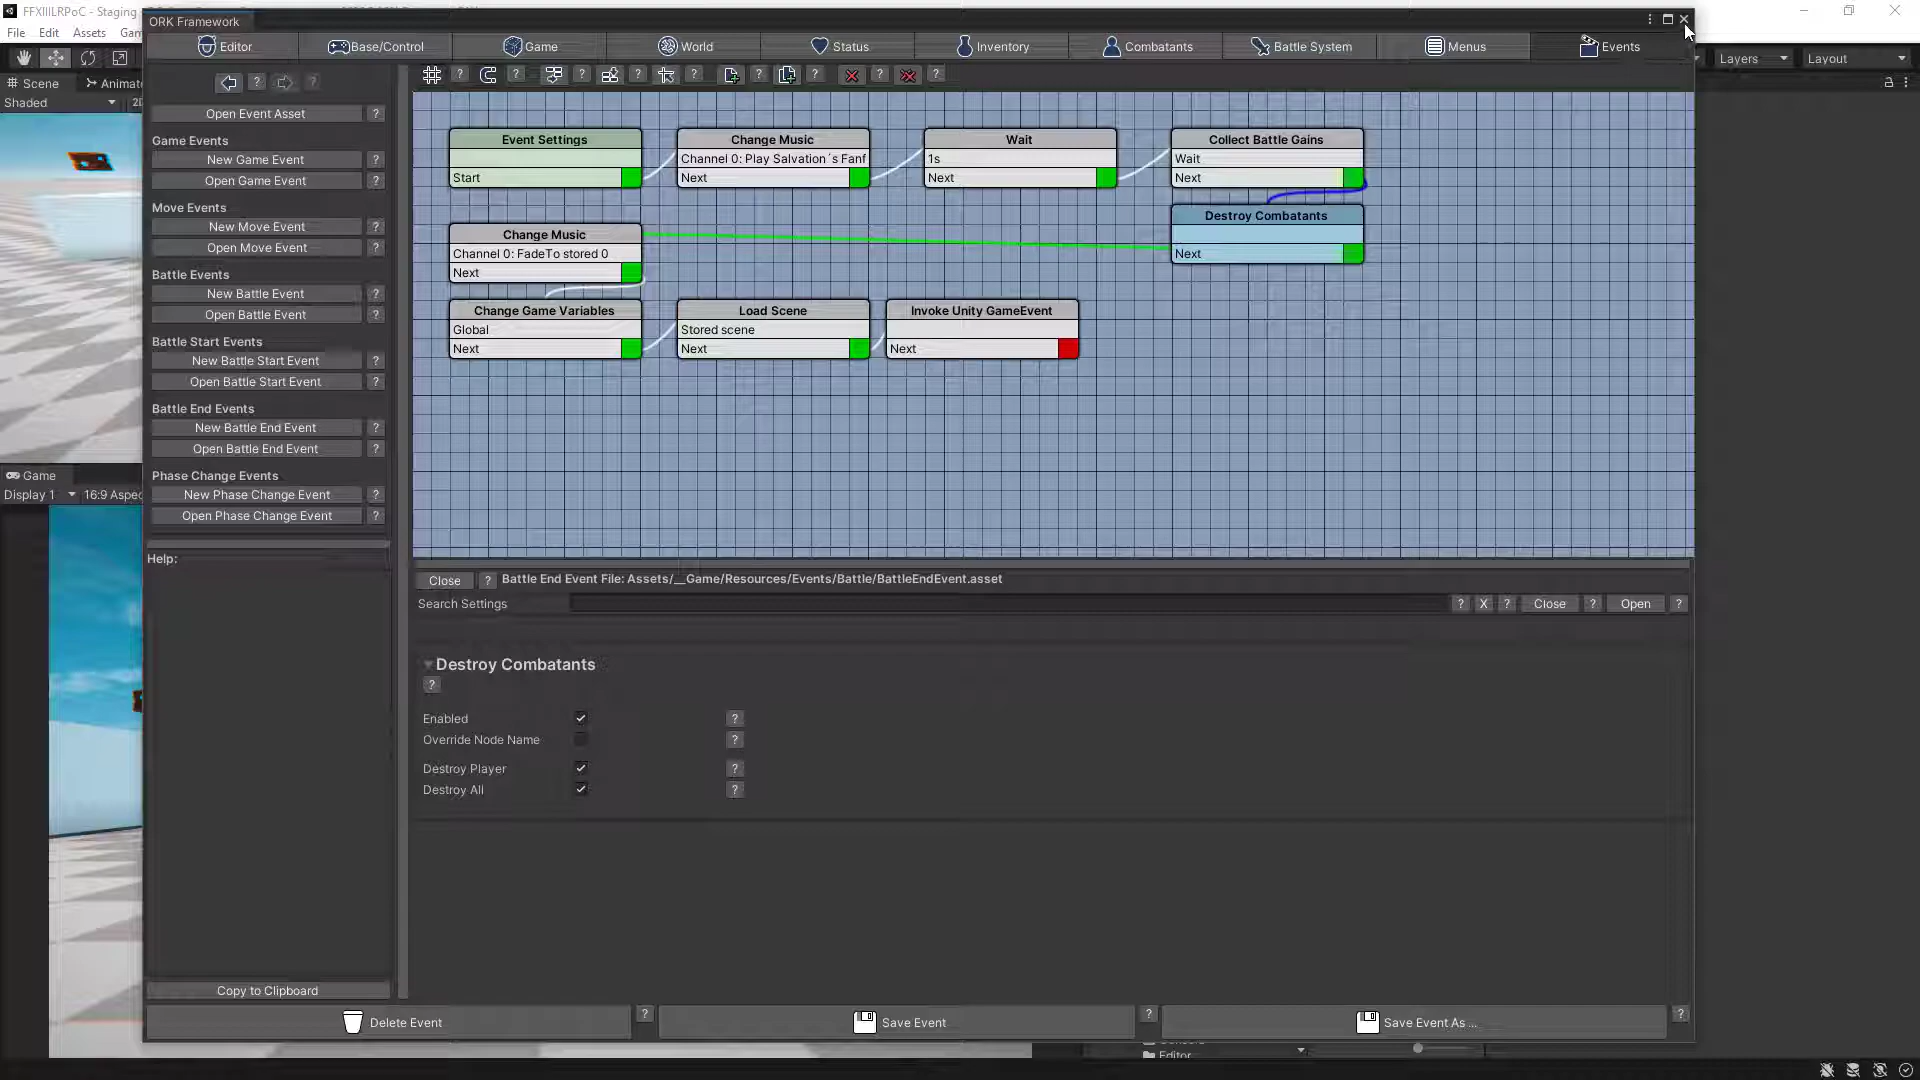 FFXIIILRPoC - Staging
File Edit Assets Gam
Scene Animat
Shaded 2D
Game
Display 1 16:9 Aspec
ORK Framework
Editor Base/Control Game World Status Inventory Combatants Battle System Menus Events
Layers Layout
? ? ? ? ? ? ? ? ?
? ?
Open Event Asset ?
Game Events
New Game Event ?
Open Game Event ?
Move Events
New Move Event ?
Open Move Event ?
Battle Events
New Battle Event ?
Open Battle Event ?
Battle Start Events
New Battle Start Event ?
Open Battle Start Event ?
Battle End Events
New Battle End Event ?
Open Battle End Event ?
Phase Change Events
New Phase Change Event ?
Open Phase Change Event ?
Help:
Copy to Clipboard
Event Settings
Start
Change Music
Channel 0: Play Salvation´s Fanf
Next
Wait
1s
Next
Collect Battle Gains
Wait
Next
Destroy Combatants
Next
Change Music
Channel 0: FadeTo stored 0
Next
Change Game Variables
Global
Next
Load Scene
Stored scene
Next
Invoke Unity GameEvent
Next
Close ? Battle End Event File: Assets/__Game/Resources/Events/Battle/BattleEndEvent.asset
Search Settings ? X ? Close ? Open ?
Destroy Combatants
?
Enabled ?
Override Node Name ?
Destroy Player ?
Destroy All ?
Delete Event ? Save Event ? Save Event As ... ?
Editor